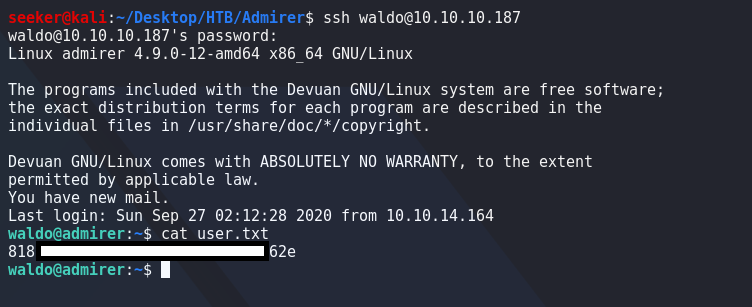 seeker@kali:~/Desktop/HTB/Admirer$ ssh waldo@10.10.10.187
waldo@10.10.10.187's password:
Linux admirer 4.9.0-12-amd64 x86_64 GNU/Linux
The programs included with the Devuan GNU/Linux system are free software;
the exact distribution terms for each program are described in the
individual files in /usr/share/doc/*/copyright.
Devuan GNU/Linux comes with ABSOLUTELY NO WARRANTY, to the extent
permitted by applicable law.
You have new mail.
Last login: Sun Sep 27 02:12:28 2020 from 10.10.14.164
waldo@admirer:~$ cat user.txt
818 62e
waldo@admirer:~$